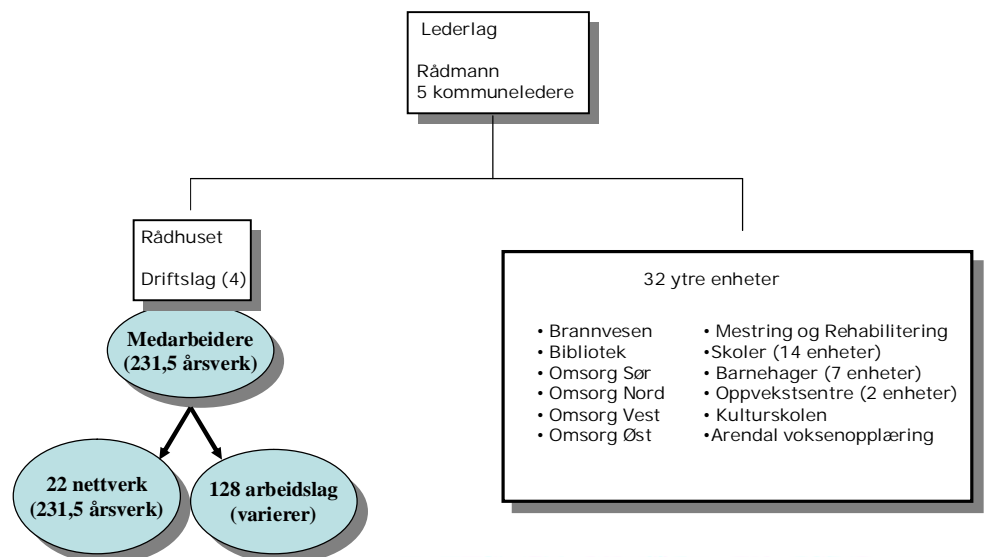 Lederlag
Rådmann
5 kommuneledere
Rådhuset
Driftslag (4)
Medarbeidere
(231,5 årsverk)
22 nettverk
(231,5 årsverk)
128 arbeidslag
(varierer)
32 ytre enheter
• Brannvesen
• Bibliotek
• Omsorg Sør
• Omsorg Nord
• Omsorg Vest
• Omsorg Øst
• Mestring og Rehabilitering
•Skoler (14 enheter)
• Barnehager (7 enheter)
• Oppvekstsentre (2 enheter)
• Kulturskolen
•Arendal voksenopplæring